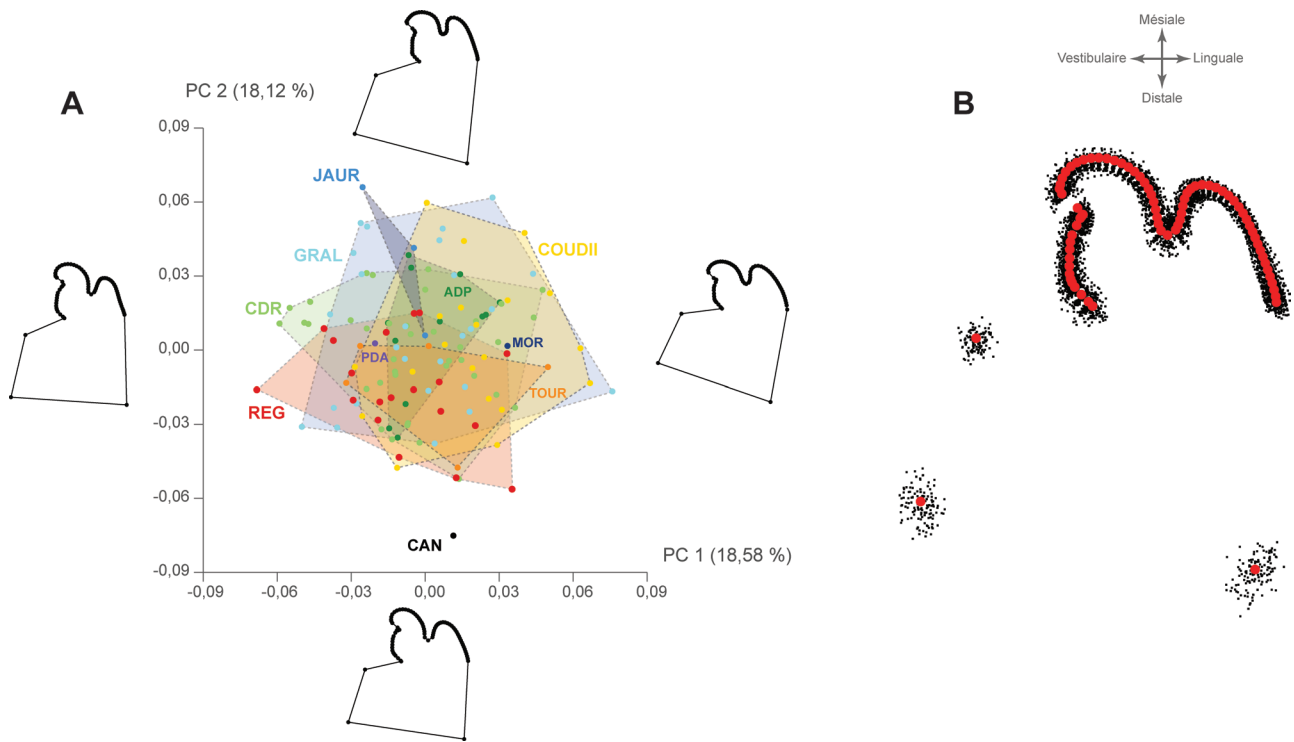 Mésiale
Vestibulaire
Linguale
Distale
A
PC 2 (18,12 %)
B
0,09
0,06
0,03
0,00
-0,03
-0,06
-0,09
JAUR
GRAL
COUDII
CDR
ADP
MOR
PDA
TOUR
REG
CAN
PC 1 (18,58 %)
-0,09
-0,06
-0,03
0,00
0,03
0,06
0,09